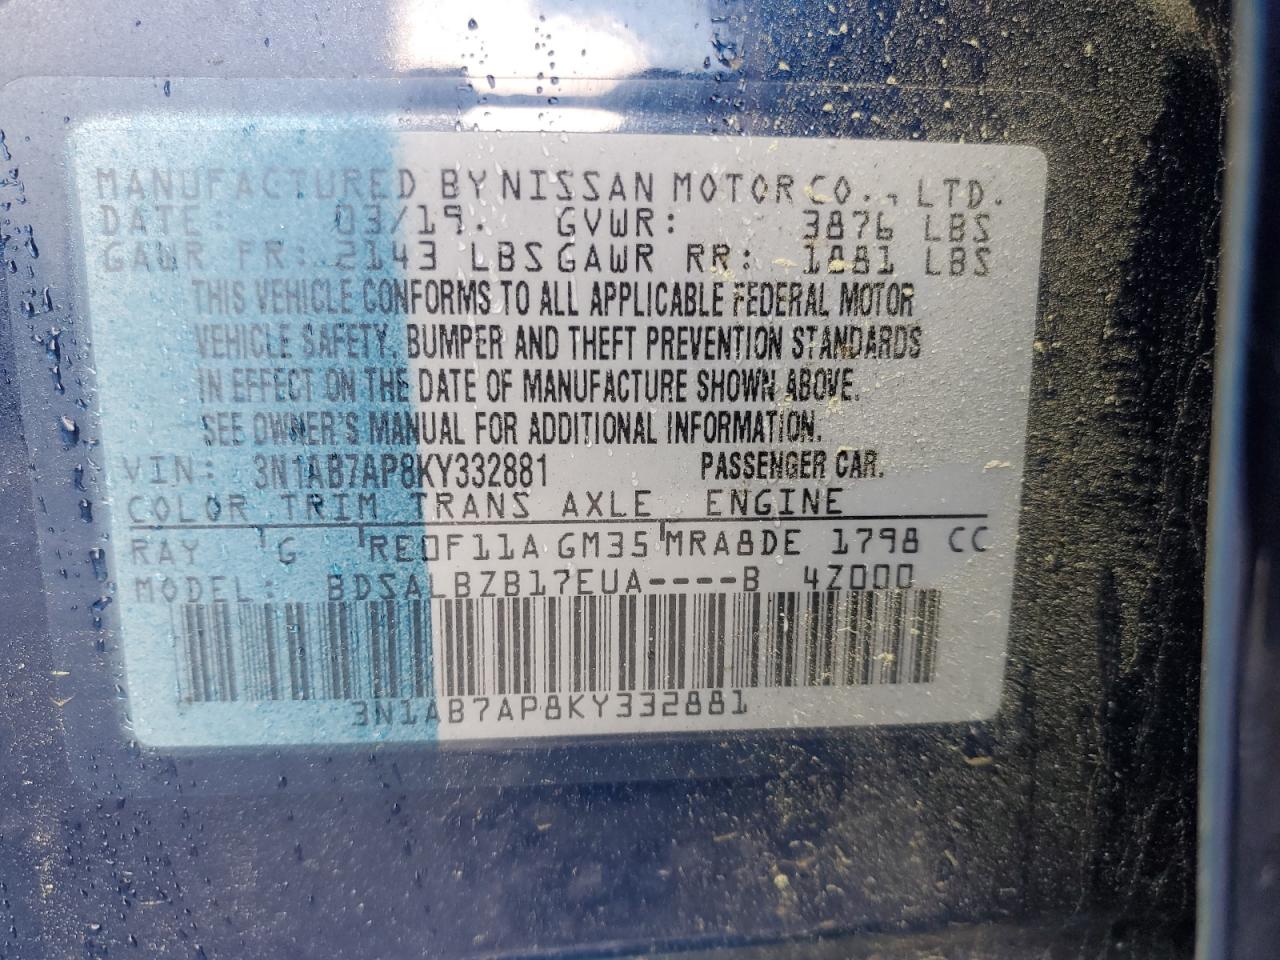 MANUFACTURED BY NISSAN MOTOR CO., LTD.
DATE: 03/19. GVWR: 3876 LBS
GAWR FR: 2143 LBS GAWR RR: 1881 LBS
THIS VEHICLE CONFORMS TO ALL APPLICABLE FEDERAL MOTOR
VEHICLE SAFETY, BUMPER AND THEFT PREVENTION STANDARDS
IN EFFECT ON THE DATE OF MANUFACTURE SHOWN ABOVE.
SEE OWNER'S MANUAL FOR ADDITIONAL INFORMATION.
VIN: 3N1AB7AP8KY332881 PASSENGER CAR.
COLOR TRIM TRANS AXLE ENGINE
RAY G RE0F11A GM35 MRA8DE 1798 CC
MODEL: BDSALBZB17EUA----B 4Z000
3N1AB7AP8KY332881